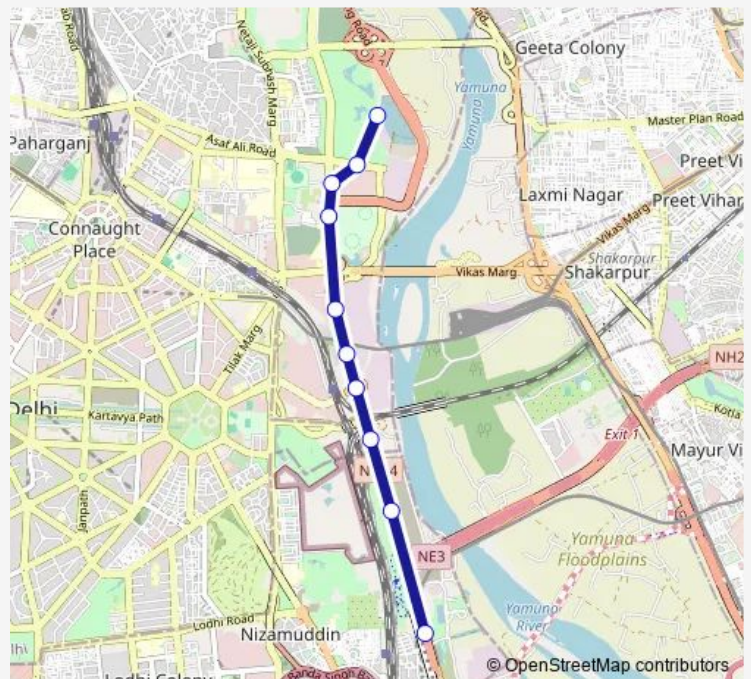 Geeta Colony
Netaji Subhash Marg
Yamuna
Yamuna
Master Plan Road
Asaf Ali Road
Paharganj
Preet Vi
Laxmi Nagar
Preet Vihar
Connaught
Place
Vikas Marg
Shakarpur
Vikas Marg
Shakarpur
Tilak Marg
NH2
Delhi
Kartavya Path
Kotla
Exit 1
Mayur Vi
Janpath
NE3
Yamuna
Floodplains
Yamuna
River
Lodhi Road
Nizamuddin
© OpenStreetMap contributors